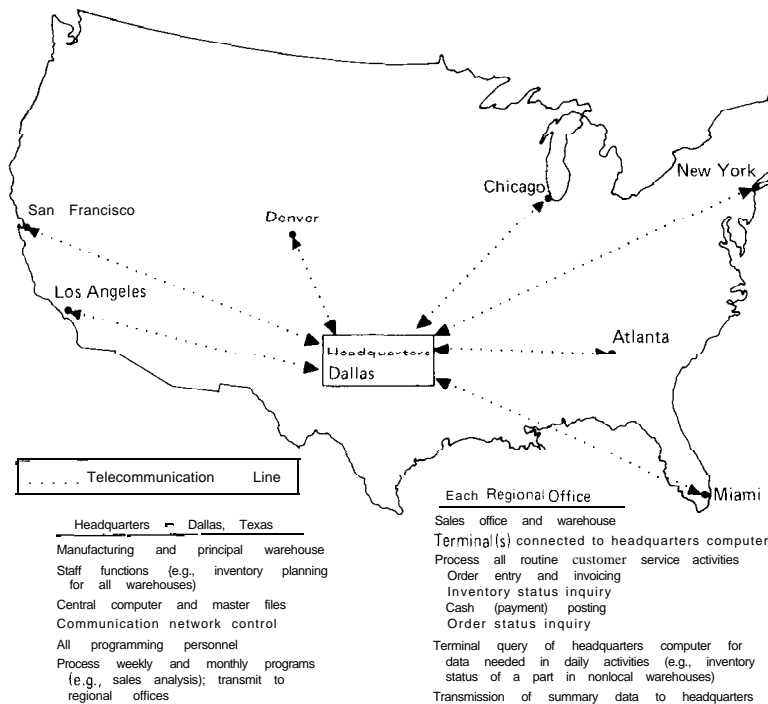 New York
Chicago
San Francisco
Denver
Los Angeles
Atlanta
Headquarters
Dallas
Miami
. . . . . Telecommunication Line
Headquarters – Dallas, Texas
Manufacturing and principal warehouse
Staff functions (e.g., inventory planning
for all warehouses)
Central computer and master files
Communication network control
All programming personnel
Process weekly and monthly programs
(e.g., sales analysis); transmit to
regional offices
Each Regional Office
Sales office and warehouse
Terminal(s) connected to headquarters computer
Process all routine customer service activities
Order entry and invoicing
Inventory status inquiry
Cash (payment) posting
Order status inquiry
Terminal query of headquarters computer for
data needed in daily activities (e.g., inventory
status of a part in nonlocal warehouses)
Transmission of summary data to headquarters